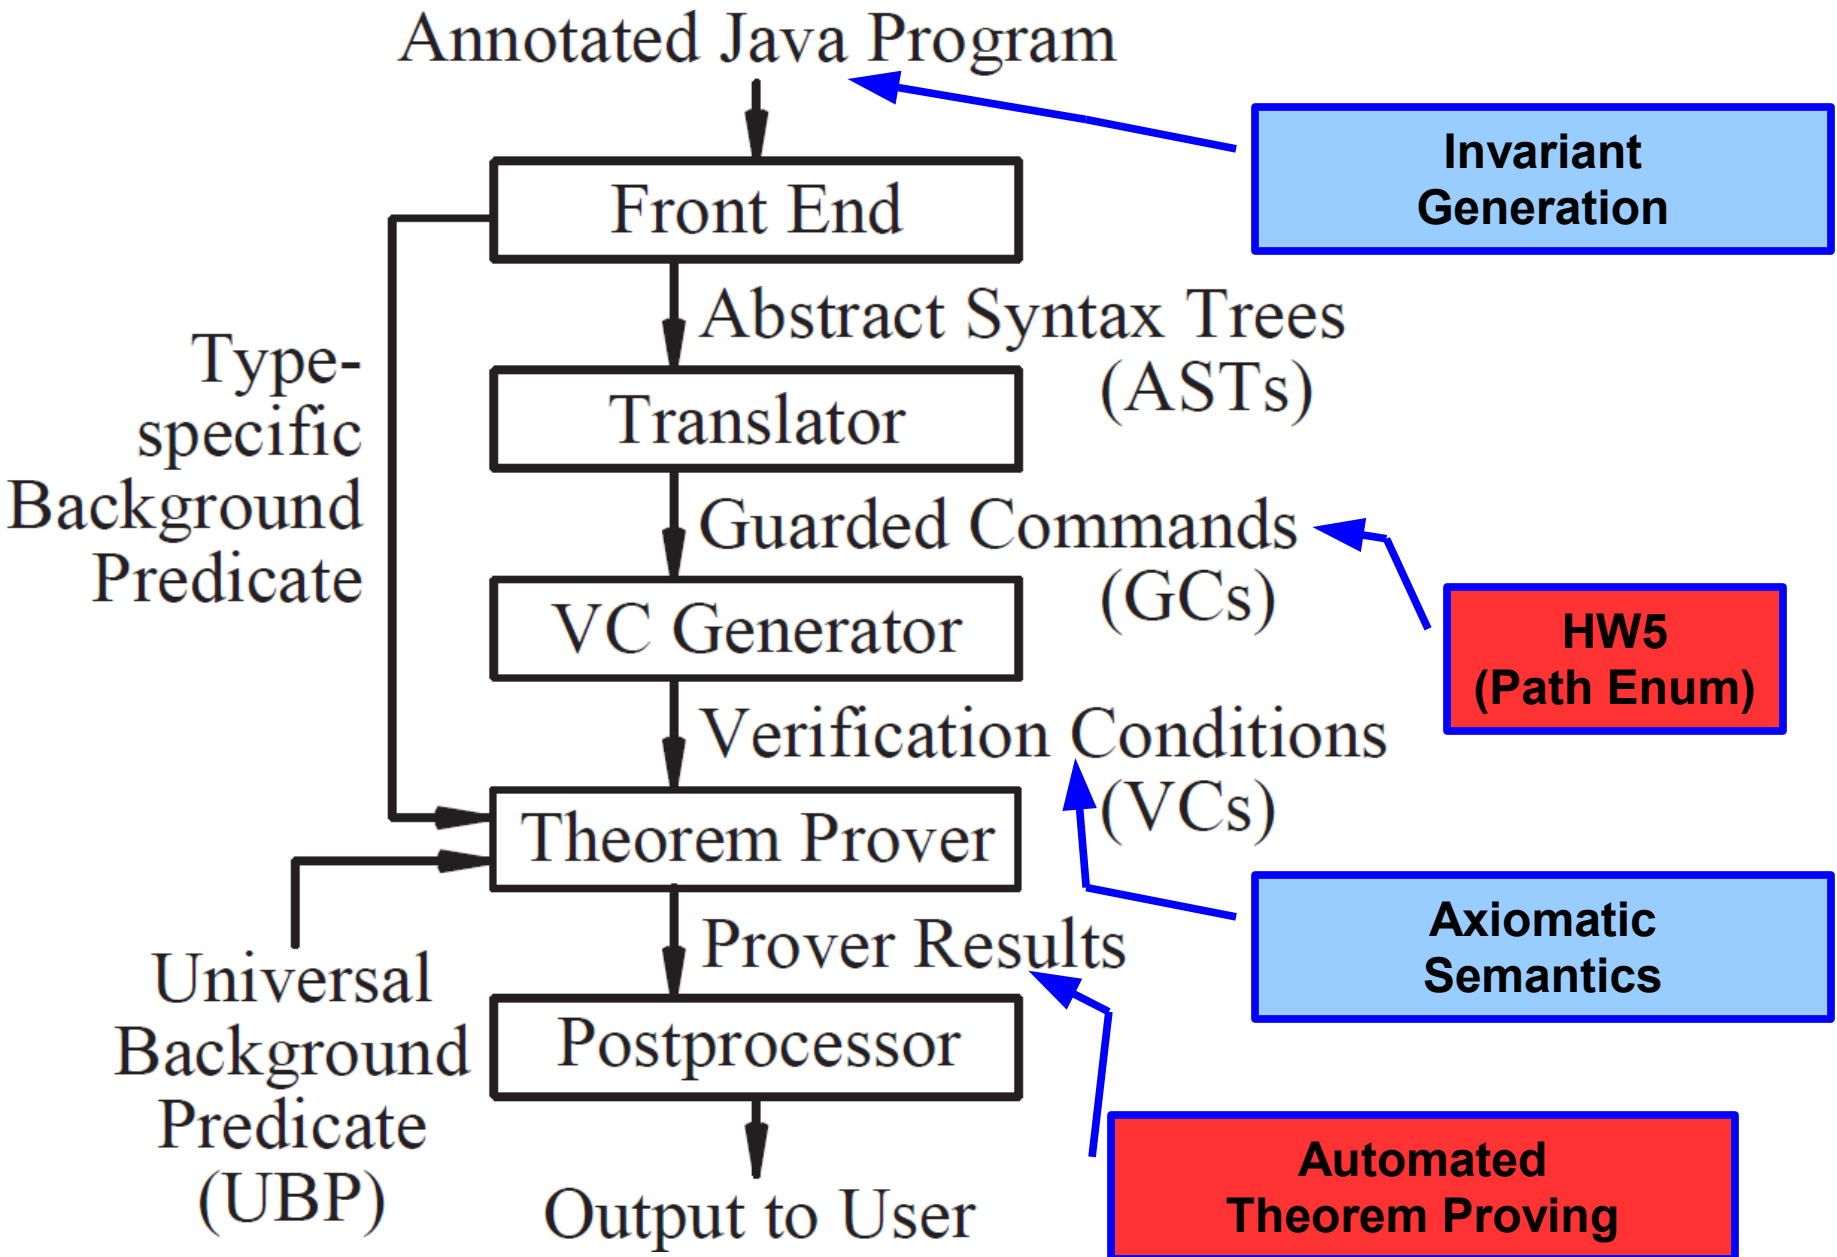 Annotated Java Program
Invariant
Generation
Front End
Abstract Syntax Trees
(ASTs)
Type-
specific
Background
Predicate
Translator
Guarded Commands
(GCs)
HW5
(Path Enum)
VC Generator
Verification Conditions
(VCs)
Theorem Prover
Axiomatic
Semantics
Prover Results
Universal
Background
Predicate
(UBP)
Postprocessor
Automated
Theorem Proving
Output to User